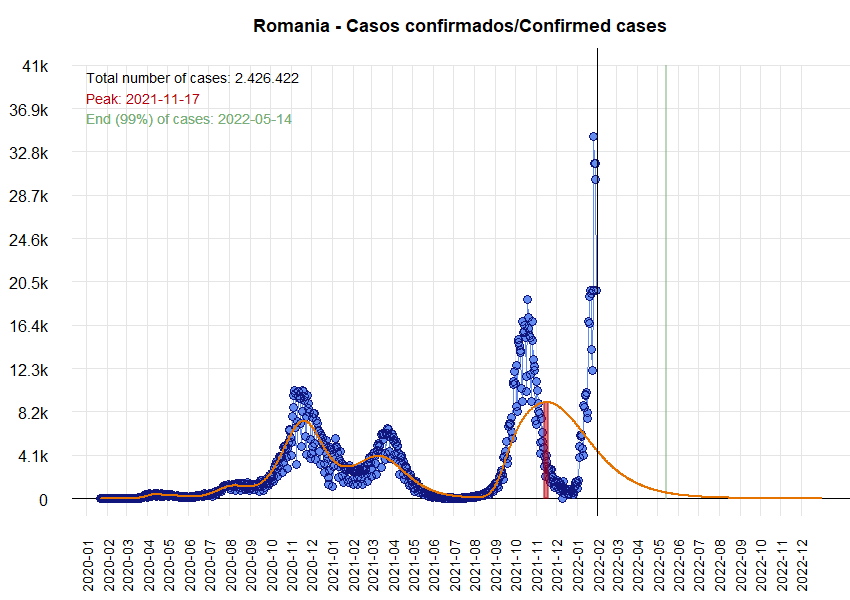 Romania - Casos confirmados/Confirmed cases
Total number of cases: 2.426.422
Peak: 2021-11-17
End (99%) of cases: 2022-05-14
41k
36.9k
32.8k
28.7k
24.6k
20.5k
16.4k
12.3k
8.2k
4.1k
0
2020-01
2020-02
2020-03
2020-04
2020-05
2020-06
2020-07
2020-08
2020-09
2020-10
2020-11
2020-12
2021-01
2021-02
2021-03
2021-04
2021-05
2021-06
2021-07
2021-08
2021-09
2021-10
2021-11
2021-12
2022-01
2022-02
2022-03
2022-04
2022-05
2022-06
2022-07
2022-08
2022-09
2022-10
2022-11
2022-12